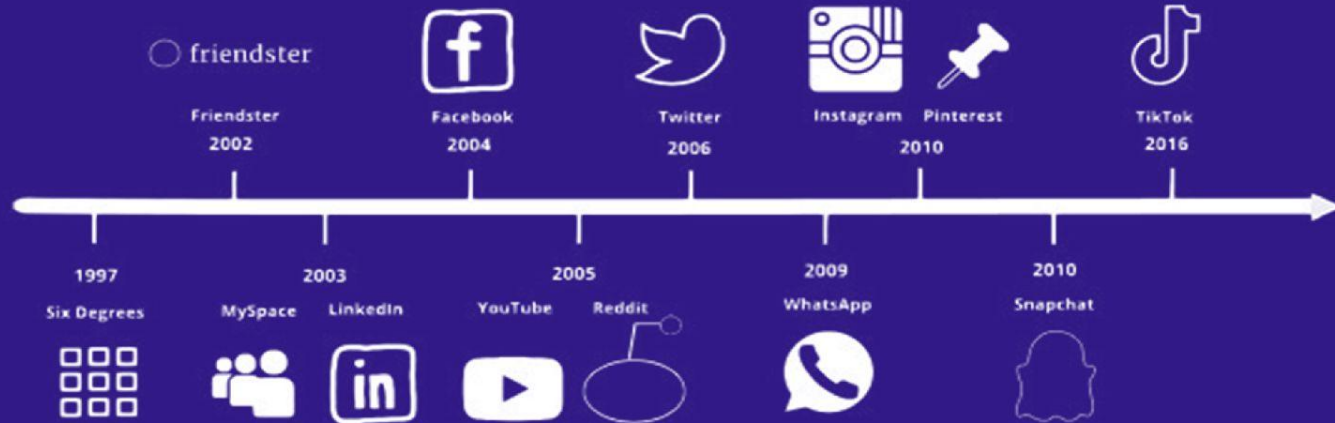 friendster
Friendster
2002
Facebook
2004
Twitter
2006
Instagram Pinterest
2010
TikTok
2016
1997
Six Degrees
2003
MySpace LinkedIn
in
2005
YouTube Reddit
2009
WhatsApp
2010
Snapchat